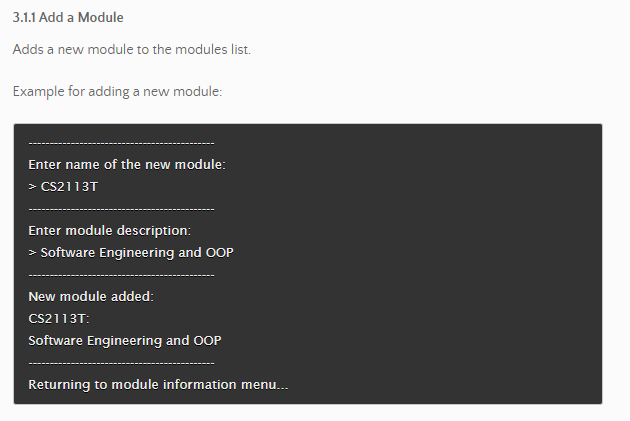 3.1.1 Add a Module
Adds a new module to the modules list.
Example for adding a new module:
---------------------------------------------
Enter name of the new module:
> CS2113T
---------------------------------------------
Enter module description:
> Software Engineering and OOP
---------------------------------------------
New module added:
CS2113T:
Software Engineering and OOP
---------------------------------------------
Returning to module information menu...